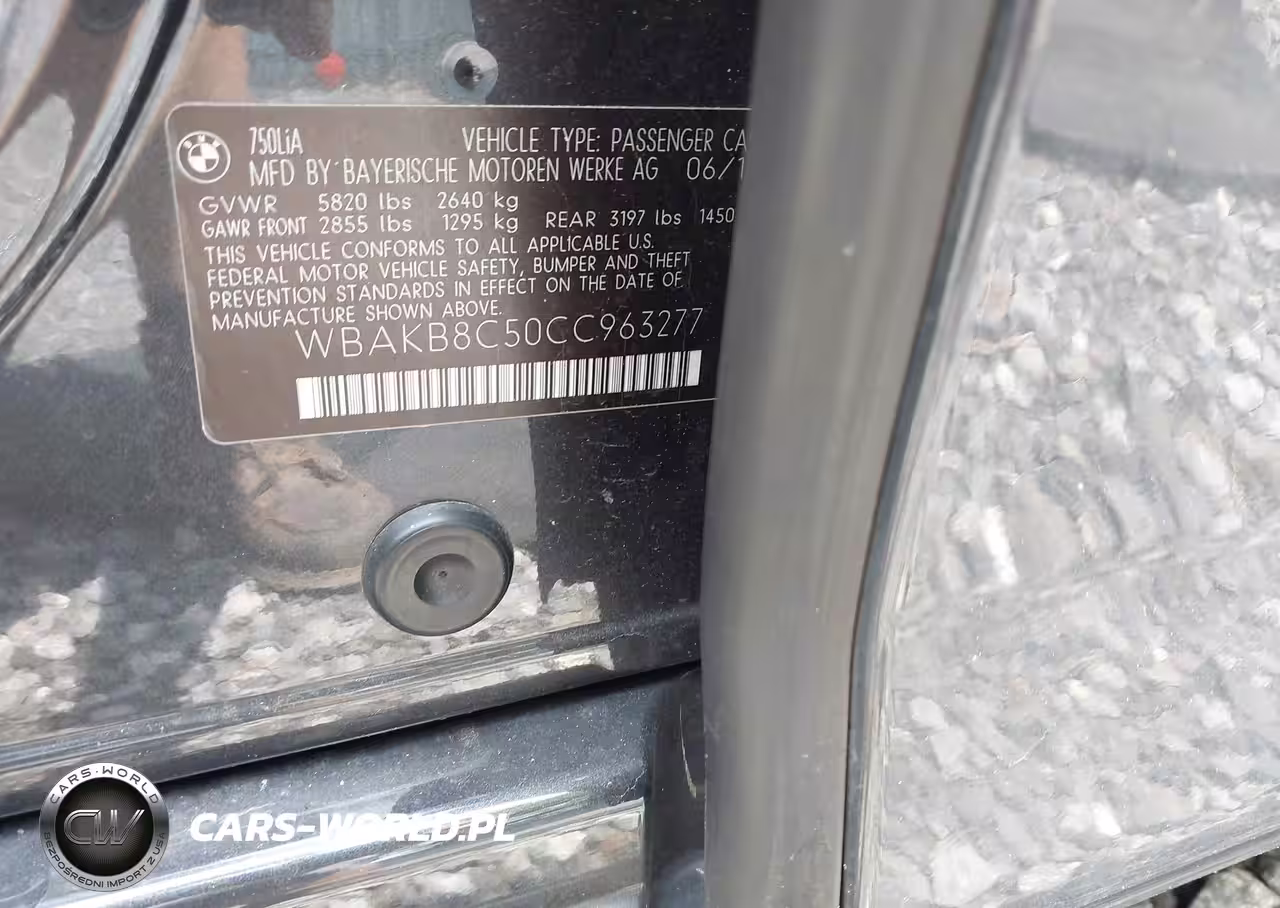 750LiA VEHICLE TYPE: PASSENGER CA
MFD BY BAYERISCHE MOTOREN WERKE AG 06/1
GVWR 5820 lbs 2640 kg
GAWR FRONT 2855 lbs 1295 kg REAR 3197 lbs 1450
THIS VEHICLE CONFORMS TO ALL APPLICABLE U.S.
FEDERAL MOTOR VEHICLE SAFETY, BUMPER AND THEFT
PREVENTION STANDARDS IN EFFECT ON THE DATE OF
MANUFACTURE SHOWN ABOVE.
WBAKB8C50CC963277
CARS-WORLD
CW
BEZPOŚREDNI IMPORT Z USA
CARS-WORLD.PL